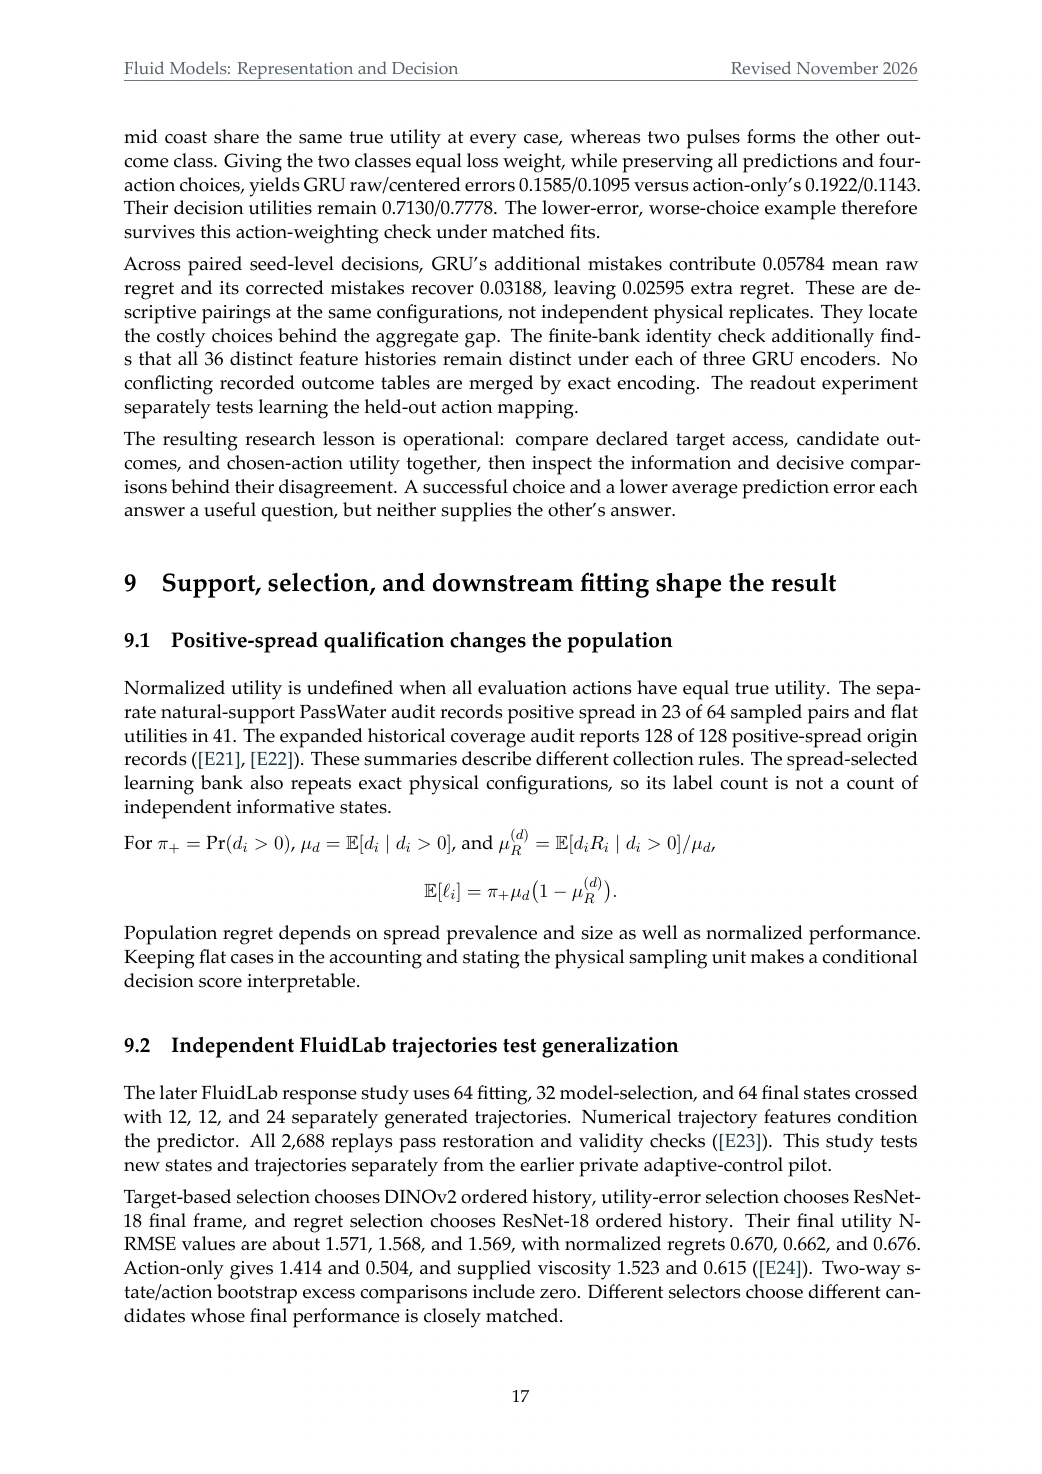 Fluid Models: Representation and Decision Revised November 2026
mid coast share the same true utility at every case, whereas two pulses forms the other out-
come class. Giving the two classes equal loss weight, while preserving all predictions and four-
action choices, yields GRU raw/centered errors 0.1585/0.1095 versus action-only's 0.1922/0.1143.
Their decision utilities remain 0.7130/0.7778. The lower-error, worse-choice example therefore
survives this action-weighting check under matched fits.
Across paired seed-level decisions, GRU's additional mistakes contribute 0.05784 mean raw
regret and its corrected mistakes recover 0.03188, leaving 0.02595 extra regret. These are de-
scriptive pairings at the same configurations, not independent physical replicates. They locate
the costly choices behind the aggregate gap. The finite-bank identity check additionally find-
s that all 36 distinct feature histories remain distinct under each of three GRU encoders. No
conflicting recorded outcome tables are merged by exact encoding. The readout experiment
separately tests learning the held-out action mapping.
The resulting research lesson is operational: compare declared target access, candidate out-
comes, and chosen-action utility together, then inspect the information and decisive compar-
isons behind their disagreement. A successful choice and a lower average prediction error each
answer a useful question, but neither supplies the other's answer.
9 Support, selection, and downstream fitting shape the result
9.1 Positive-spread qualification changes the population
Normalized utility is undefined when all evaluation actions have equal true utility. The sepa-
rate natural-support PassWater audit records positive spread in 23 of 64 sampled pairs and flat
utilities in 41. The expanded historical coverage audit reports 128 of 128 positive-spread origin
records ([E21], [E22]). These summaries describe different collection rules. The spread-selected
learning bank also repeats exact physical configurations, so its label count is not a count of
independent informative states.
For π₊ = Pr(dᵢ > 0), μ_d = 𝔼[dᵢ | dᵢ > 0], and μ_R^(d) = 𝔼[dᵢRᵢ | dᵢ > 0]/μ_d,
𝔼[ℓᵢ] = π₊μ_d(1 − μ_R^(d)).
Population regret depends on spread prevalence and size as well as normalized performance.
Keeping flat cases in the accounting and stating the physical sampling unit makes a conditional
decision score interpretable.
9.2 Independent FluidLab trajectories test generalization
The later FluidLab response study uses 64 fitting, 32 model-selection, and 64 final states crossed
with 12, 12, and 24 separately generated trajectories. Numerical trajectory features condition
the predictor. All 2,688 replays pass restoration and validity checks ([E23]). This study tests
new states and trajectories separately from the earlier private adaptive-control pilot.
Target-based selection chooses DINOv2 ordered history, utility-error selection chooses ResNet-
18 final frame, and regret selection chooses ResNet-18 ordered history. Their final utility N-
RMSE values are about 1.571, 1.568, and 1.569, with normalized regrets 0.670, 0.662, and 0.676.
Action-only gives 1.414 and 0.504, and supplied viscosity 1.523 and 0.615 ([E24]). Two-way s-
tate/action bootstrap excess comparisons include zero. Different selectors choose different can-
didates whose final performance is closely matched.
17